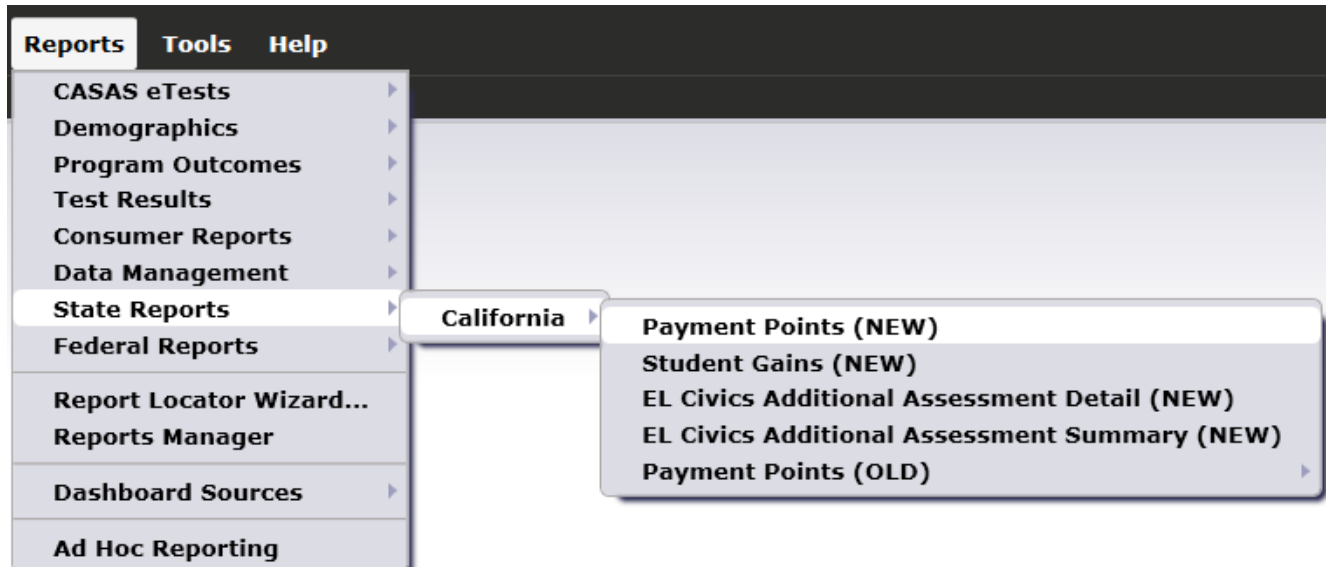 Reports Tools Help
CASAS eTests
Demographics
Program Outcomes
Test Results
Consumer Reports
Data Management
State Reports
Federal Reports
Report Locator Wizard...
Reports Manager
Dashboard Sources
Ad Hoc Reporting
California
Payment Points (NEW)
Student Gains (NEW)
EL Civics Additional Assessment Detail (NEW)
EL Civics Additional Assessment Summary (NEW)
Payment Points (OLD)